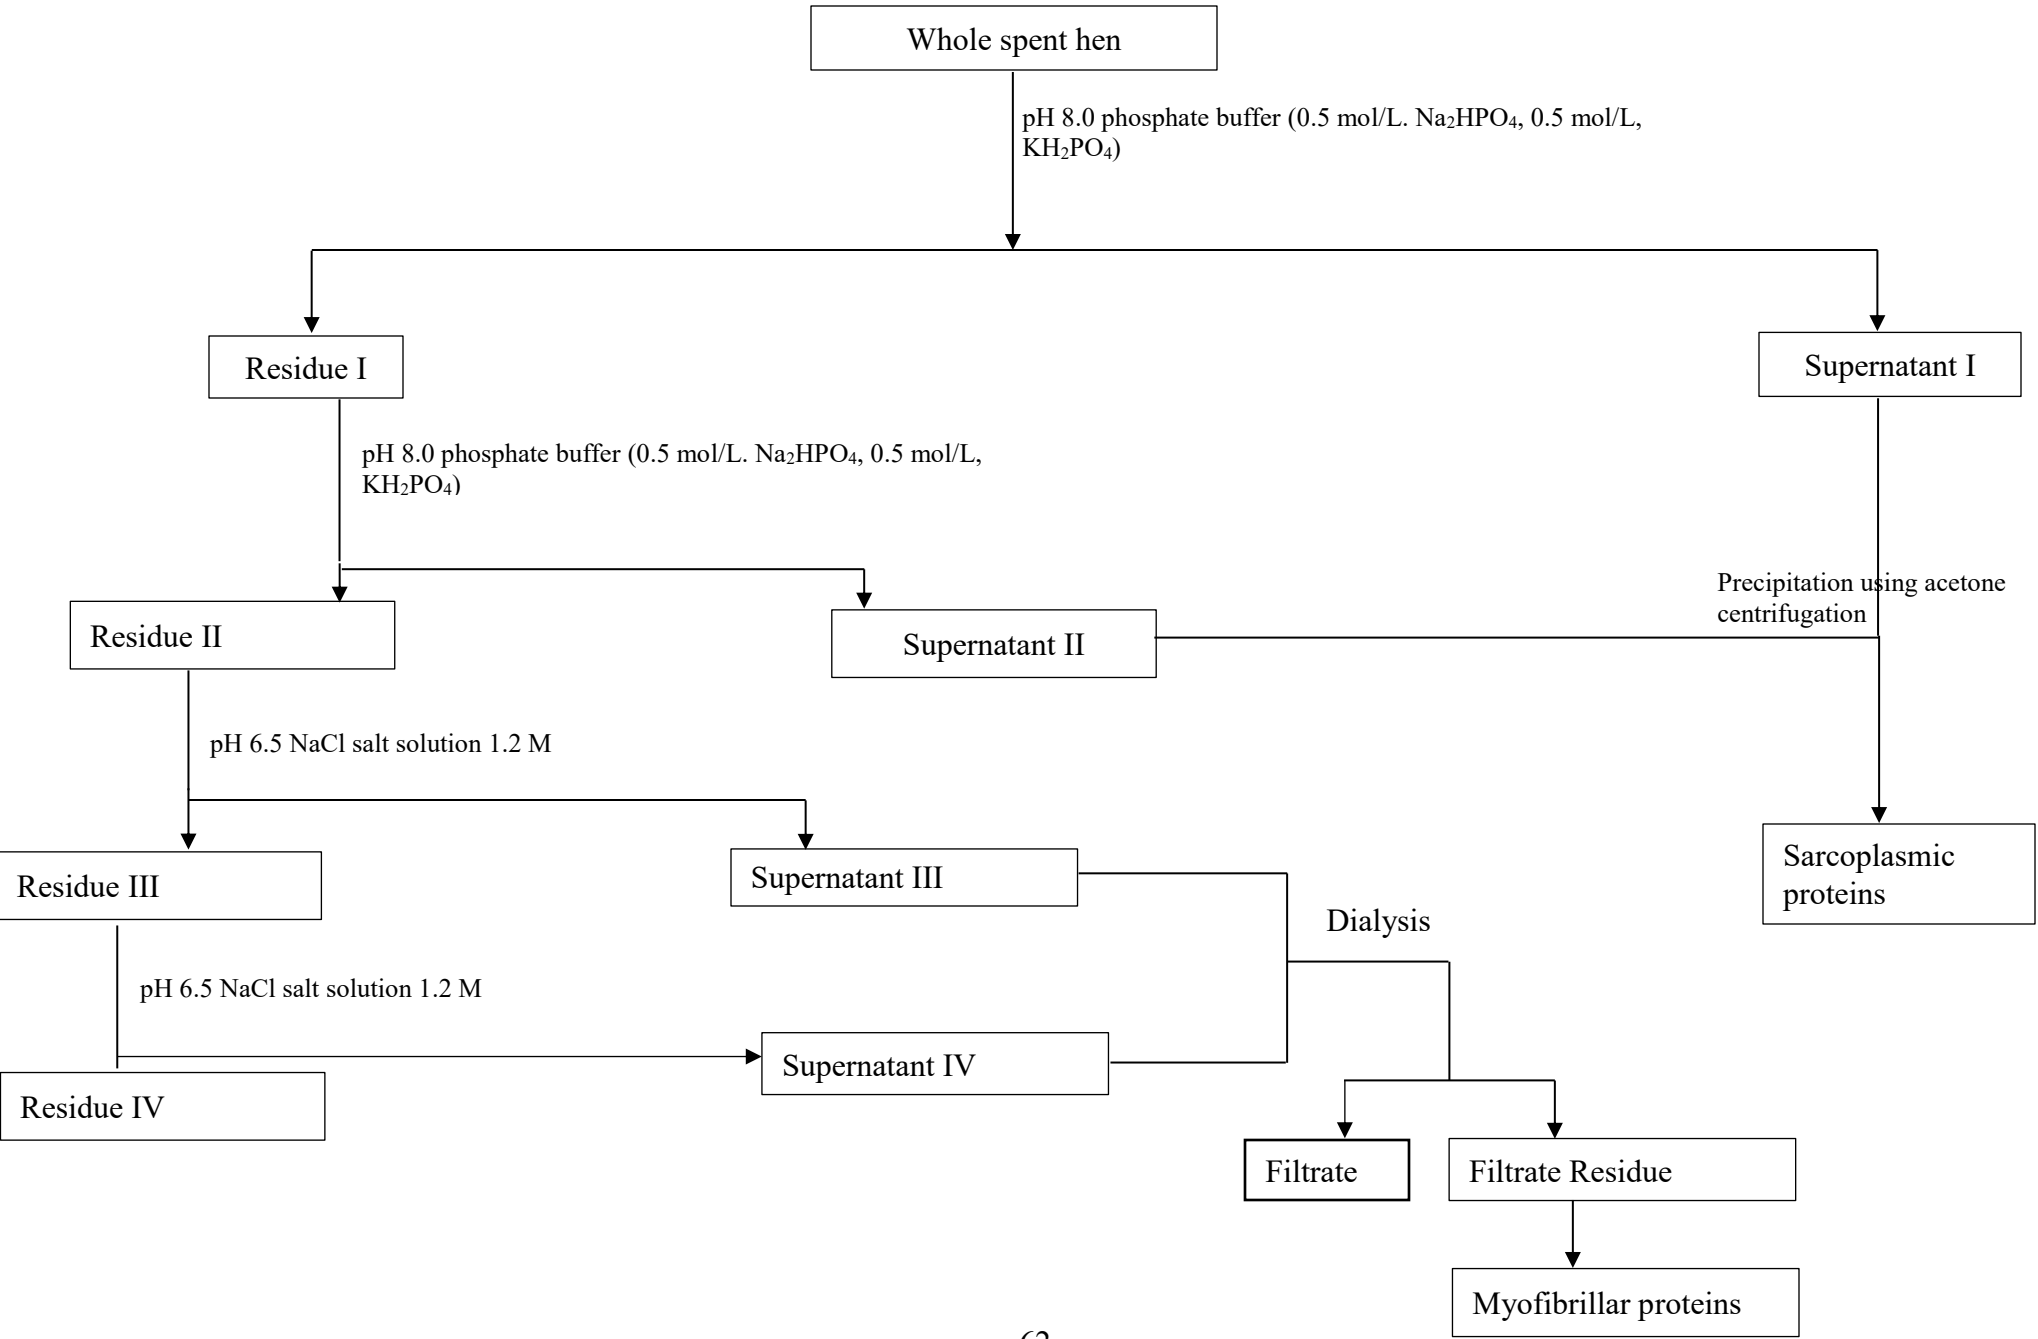 Whole spent hen
pH 8.0 phosphate buffer (0.5 mol/L. Na₂HPO₄, 0.5 mol/L,
KH₂PO₄)
Residue I
Supernatant I
pH 8.0 phosphate buffer (0.5 mol/L. Na₂HPO₄, 0.5 mol/L,
KH₂PO₄)
Precipitation using acetone
centrifugation
Residue II
Supernatant II
pH 6.5 NaCl salt solution 1.2 M
Residue III
Supernatant III
Sarcoplasmic
proteins
Dialysis
pH 6.5 NaCl salt solution 1.2 M
Supernatant IV
Residue IV
Filtrate
Filtrate Residue
Myofibrillar proteins